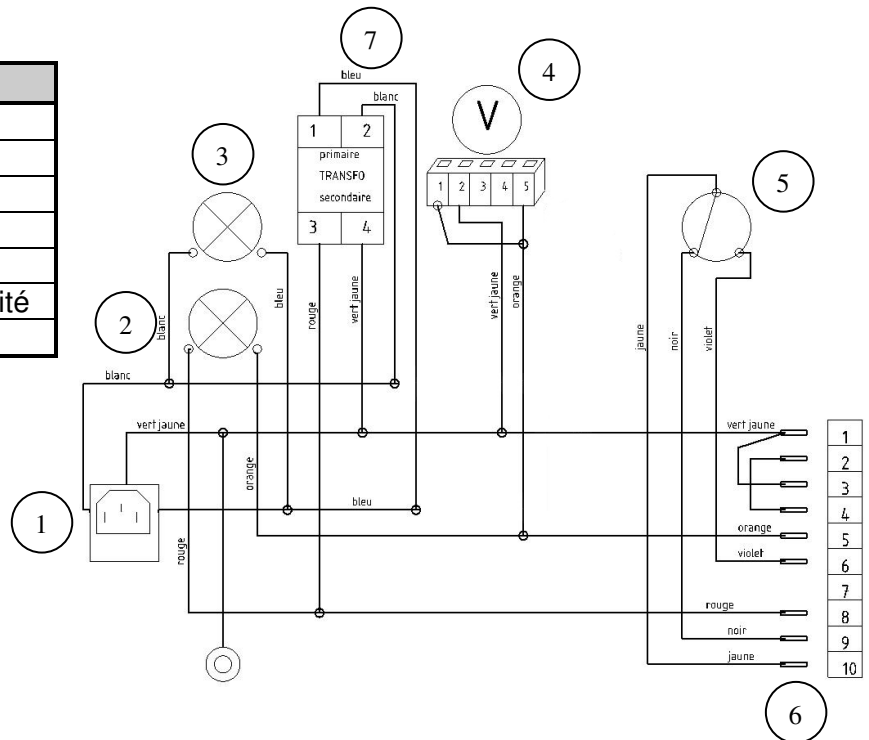 7
bleu
4
blanc
V
1 2
3
primaire
TRANSFO
secondaire
1 2 3 4 5
5
3 4
ité
2
blanc
bleu
rouge
vert jaune
vert jaune
orange
jaune
noir
violet
blanc
vert jaune
vert jaune
1
2
orange
3
bleu
4
1
orange
5
rouge
violet
6
7
rouge
8
noir
9
jaune
10
6